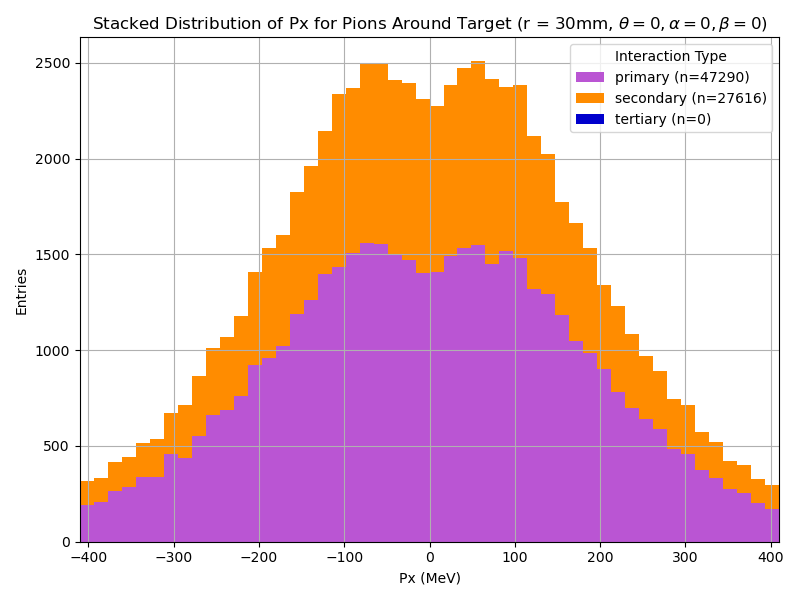 Stacked Distribution of Px for Pions Around Target (r = 30mm, θ = 0, α = 0, β = 0)
Interaction Type
primary (n=47290)
secondary (n=27616)
tertiary (n=0)
Entries
2500
2000
1500
1000
500
0
−400 −300 −200 −100 0 100 200 300 400
Px (MeV)